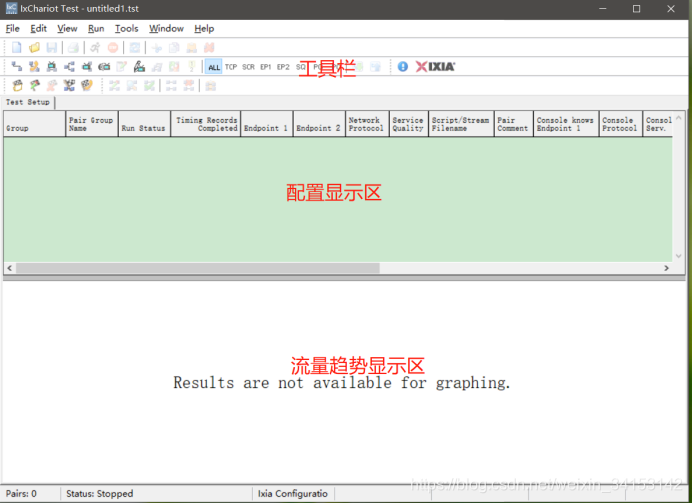 IxChariot Test - untitled1.tst
File Edit View Run Tools Window Help
ALL TCP SCR EP1 EP2 SQ PG IXIA
工具栏
Test Setup
Group Pair Group Name Run Status Timing Records Completed Endpoint 1 Endpoint 2 Network Protocol Service Quality Script/Stream Filename Pair Comment Console knows Endpoint 1 Console Protocol Consol Serv.
配置显示区
流量趋势显示区
Results are not available for graphing.
Pairs: 0 Status: Stopped Ixia Configuratio
https://blog.csdn.net/weixin_34153142